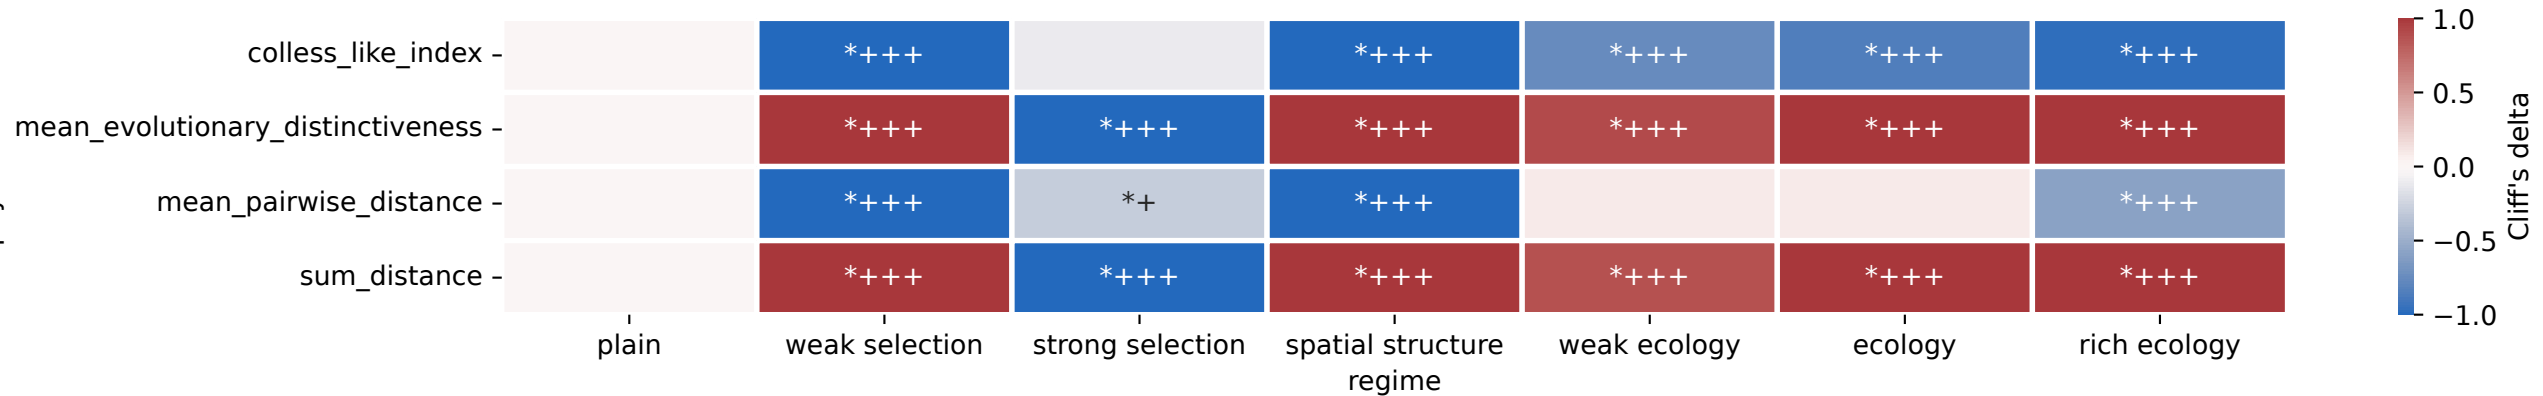 colless_like_index *+++ *+++ *+++ *+++ *+++
mean_evolutionary_distinctiveness *+++ *+++ *+++ *+++ *+++ *+++
mean_pairwise_distance *+++ *+ *+++ *+++
sum_distance *+++ *+++ *+++ *+++ *+++ *+++
plain weak selection strong selection spatial structure weak ecology ecology rich ecology
regime
1.0
0.5
0.0
−0.5
−1.0
Cliff's delta